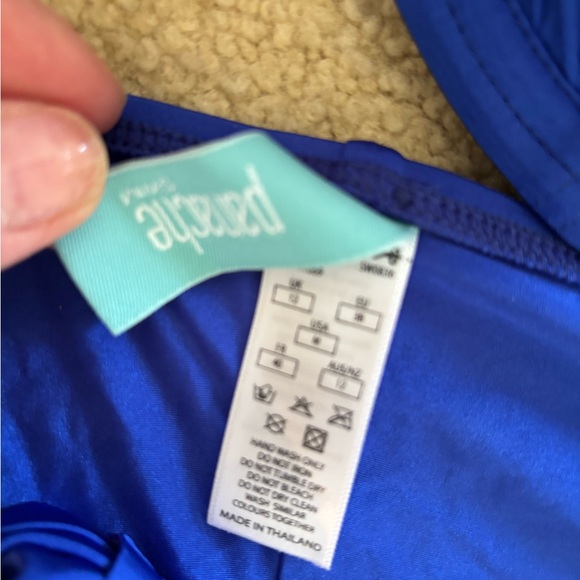 panache
SWIM
UK
EU
12
38
USA
FR
AUS/NZ
40
12
HAND WASH ONLY
DO NOT IRON
DO NOT TUMBLE DRY
DO NOT BLEACH
DO NOT DRY CLEAN
WASH SIMILAR
COLOURS TOGETHER
MADE IN THAILAND